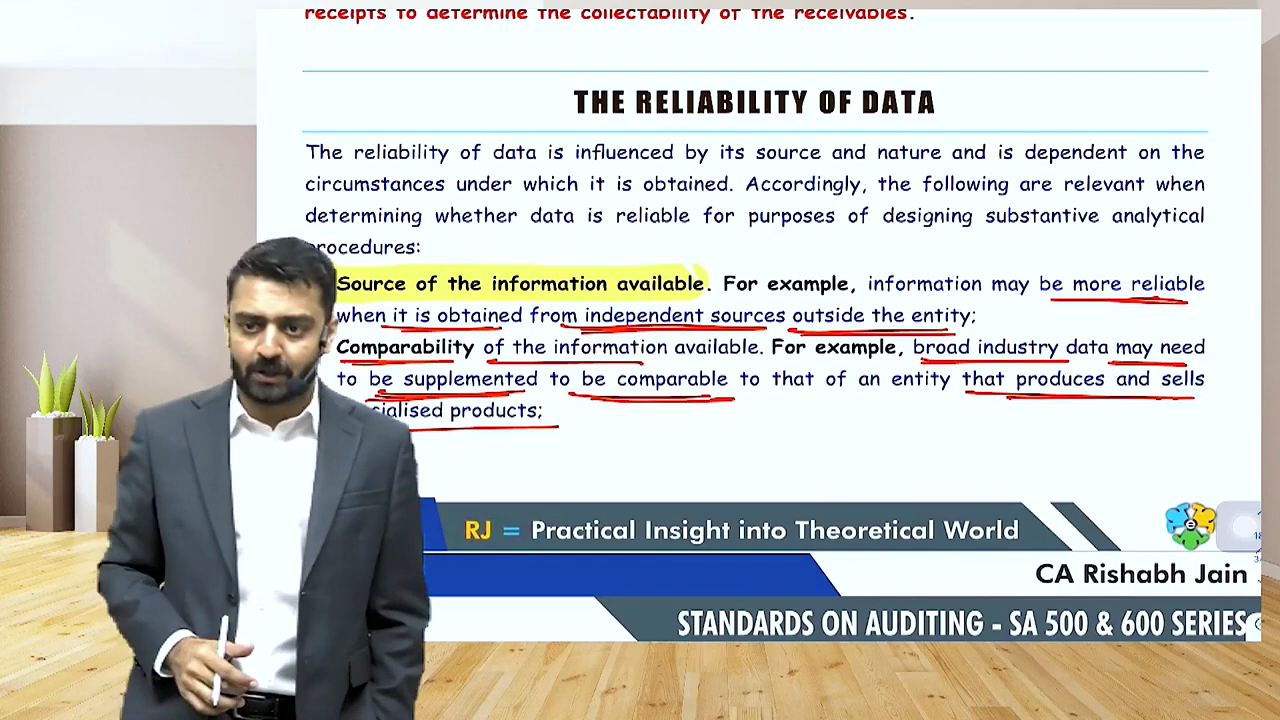 receipts to determine the collectability of the receivables.
THE RELIABILITY OF DATA
The reliability of data is influenced by its source and nature and is dependent on the
circumstances under which it is obtained. Accordingly, the following are relevant when
determining whether data is reliable for purposes of designing substantive analytical
procedures:
Source of the information available. For example, information may be more reliable
when it is obtained from independent sources outside the entity;
Comparability of the information available. For example, broad industry data may need
to be supplemented to be comparable to that of an entity that produces and sells
cialised products;
RJ = Practical Insight into Theoretical World
CA Rishabh Jain
STANDARDS ON AUDITING - SA 500 & 600 SERIES